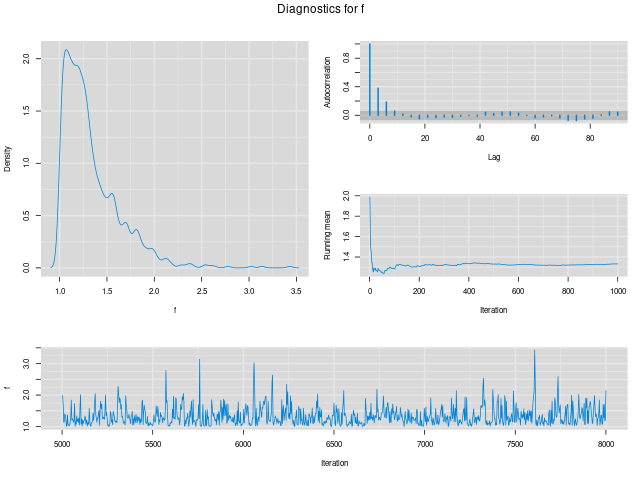 Diagnostics for f
Density
2.0
1.5
1.0
0.5
0.0
1.0 1.5 2.0 2.5 3.0 3.5
f
Autocorrelation
0.8
0.4
0.0
0 20 40 60 80
Lag
Running mean
2.0
1.8
1.6
1.4
0 200 400 600 800 1000
Iteration
f
3.0
2.0
1.0
5000 5500 6000 6500 7000 7500 8000
Iteration